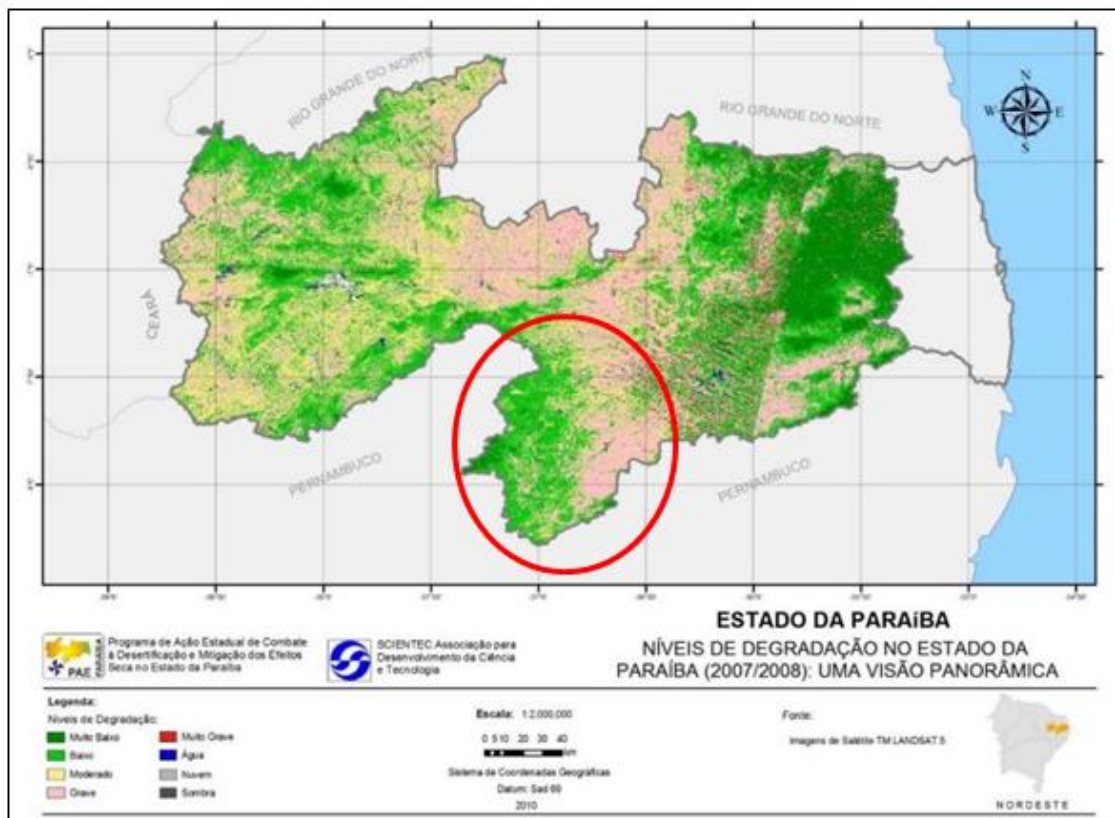 RIO GRANDE DO NORTE
RIO GRANDE DO NORTE
N
W E
S
CEARÁ
PERNAMBUCO
PERNAMBUCO
ESTADO DA PARAíBA
NÍVEIS DE DEGRADAÇÃO NO ESTADO DA
PARAÍBA (2007/2008): UMA VISÃO PANORÂMICA
PAE PARAÍBA
Programa de Ação Estadual de Combate
à Desertificação e Mitigação dos Efeitos
Seca no Estado da Paraíba
SCIENTEC Associação para
Desenvolvimento da Ciência
e Tecnologia
Legenda:
Níveis de Degradação:
Muito Baixo
Baixo
Moderado
Grave
Muito Grave
Água
Nuvem
Sombra
Escala: 1:2,000,000
0 5 10 20 30 40
km
Sistema de Coordenadas Geográficas
Datum: Sad 69
2010
Fonte:
Imagens de Satélite TM LANDSAT 5
NORDESTE